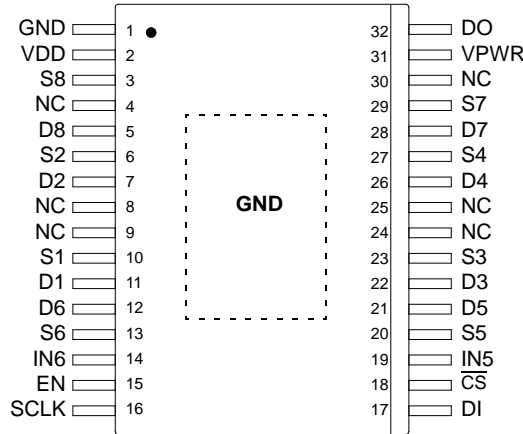 GND 1 32 DO
VDD 2 31 VPWR
S8 3 30 NC
NC 4 29 S7
D8 5 28 D7
S2 6 27 S4
D2 7 26 D4
NC 8 25 NC
GND
NC 9 24 NC
S1 10 23 S3
D1 11 22 D3
D6 12 21 D5
S6 13 20 S5
IN6 14 19 IN5
EN 15 18 C̅S̅
SCLK 16 17 DI